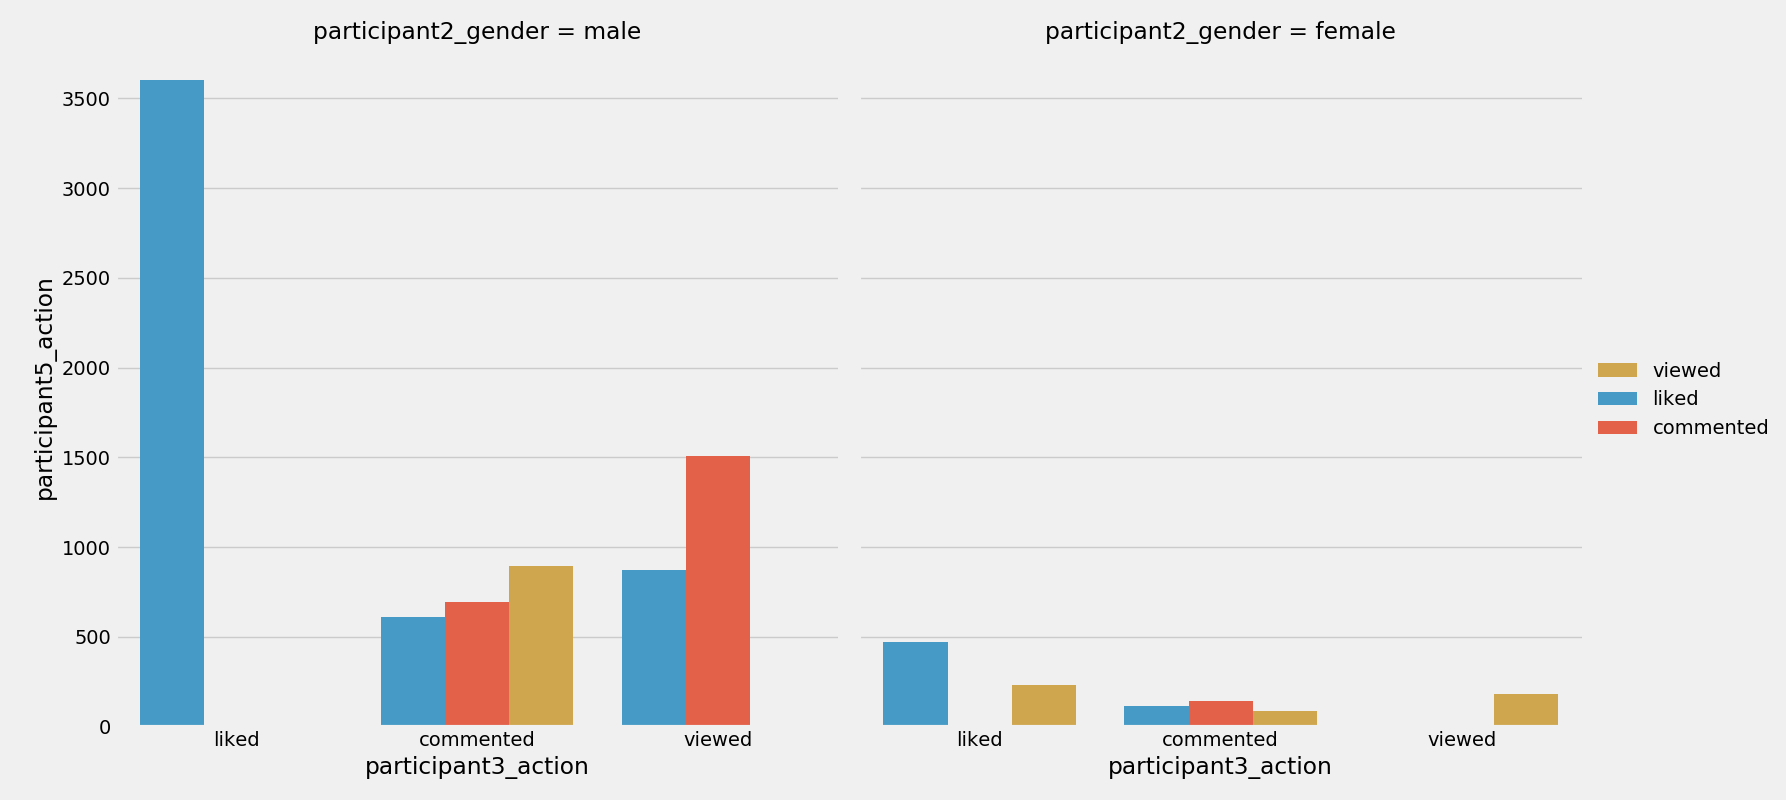 participant2_gender = male
participant2_gender = female
participant5_action
3500
3000
2500
2000
1500
1000
500
0
liked
commented
viewed
participant3_action
liked
commented
viewed
participant3_action
viewed
liked
commented